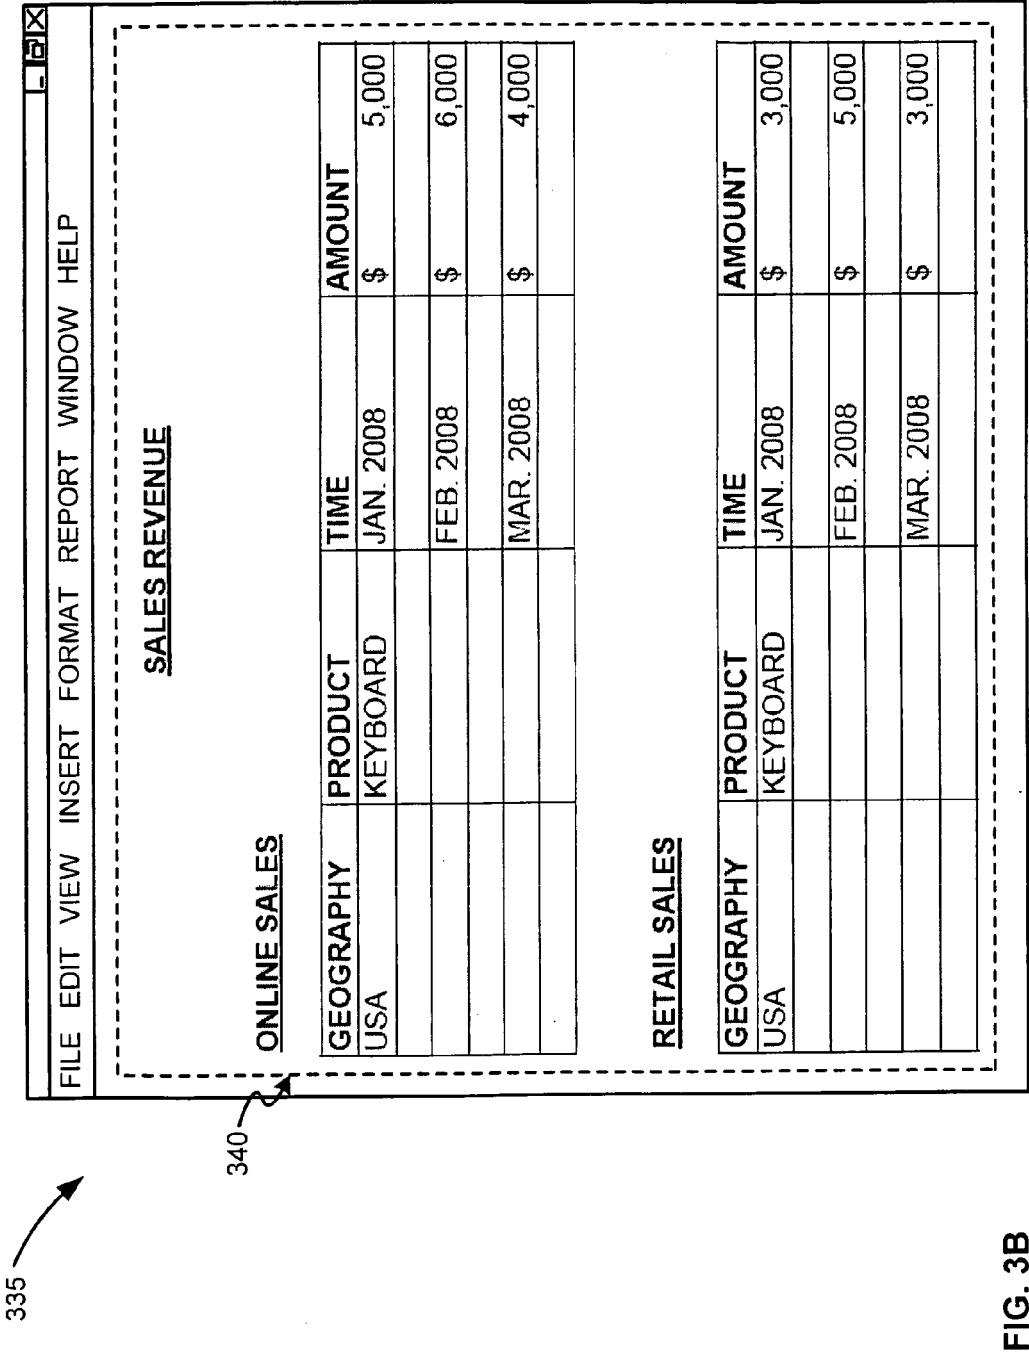 335
340
FILE EDIT VIEW INSERT FORMAT REPORT WINDOW HELP
SALES REVENUE
ONLINE SALES
GEOGRAPHY PRODUCT TIME AMOUNT
USA KEYBOARD JAN. 2008 $ 5,000
FEB. 2008 $ 6,000
MAR. 2008 $ 4,000
RETAIL SALES
GEOGRAPHY PRODUCT TIME AMOUNT
USA KEYBOARD JAN. 2008 $ 3,000
FEB. 2008 $ 5,000
MAR. 2008 $ 3,000
FIG. 3B